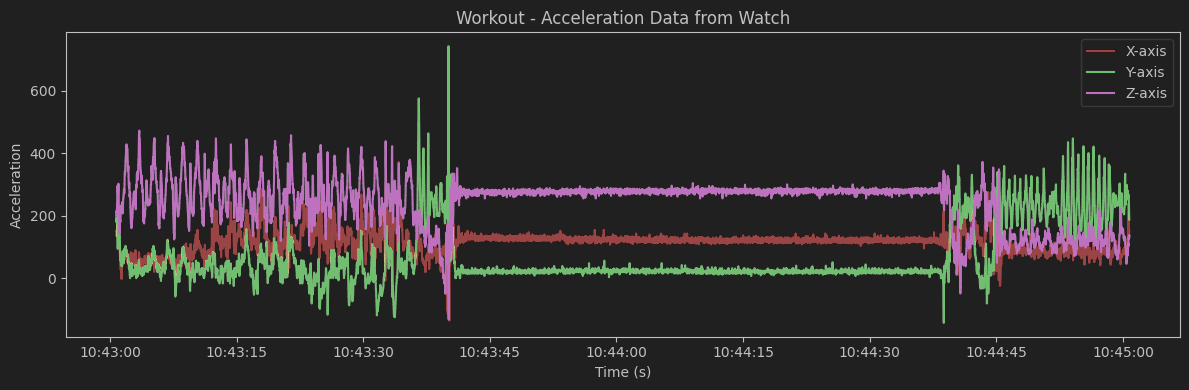 Workout - Acceleration Data from Watch
X-axis
Y-axis
Z-axis
Acceleration
600
400
200
0
10:43:00 10:43:15 10:43:30 10:43:45 10:44:00 10:44:15 10:44:30 10:44:45 10:45:00
Time (s)